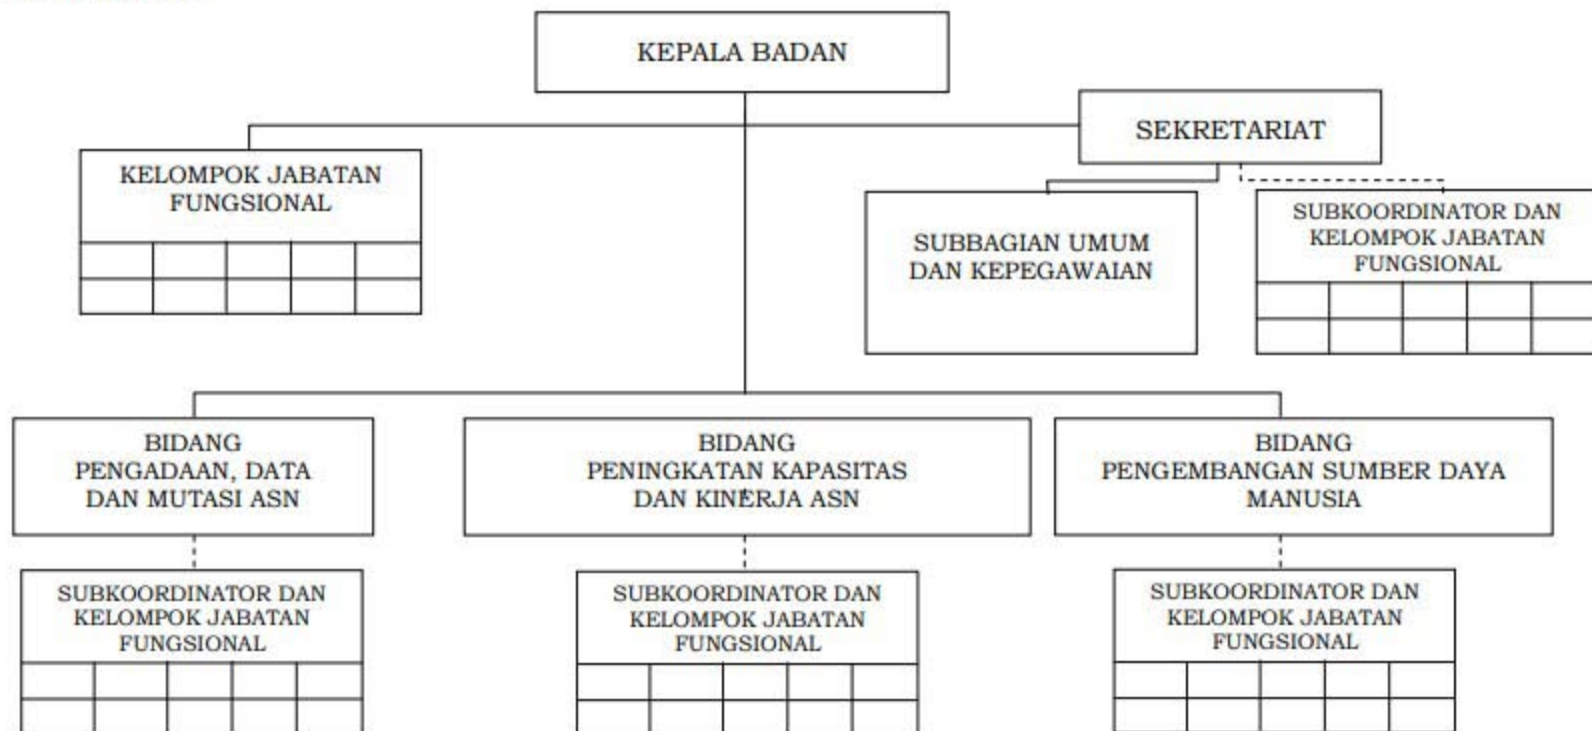 KEPALA BADAN
SEKRETARIAT
KELOMPOK JABATAN
FUNGSIONAL
SUBBAGIAN UMUM
DAN KEPEGAWAIAN
SUBKOORDINATOR DAN
KELOMPOK JABATAN
FUNGSIONAL
BIDANG
PENGADAAN, DATA
DAN MUTASI ASN
BIDANG
PENINGKATAN KAPASITAS
DAN KINERJA ASN
BIDANG
PENGEMBANGAN SUMBER DAYA
MANUSIA
SUBKOORDINATOR DAN
KELOMPOK JABATAN
FUNGSIONAL
SUBKOORDINATOR DAN
KELOMPOK JABATAN
FUNGSIONAL
SUBKOORDINATOR DAN
KELOMPOK JABATAN
FUNGSIONAL